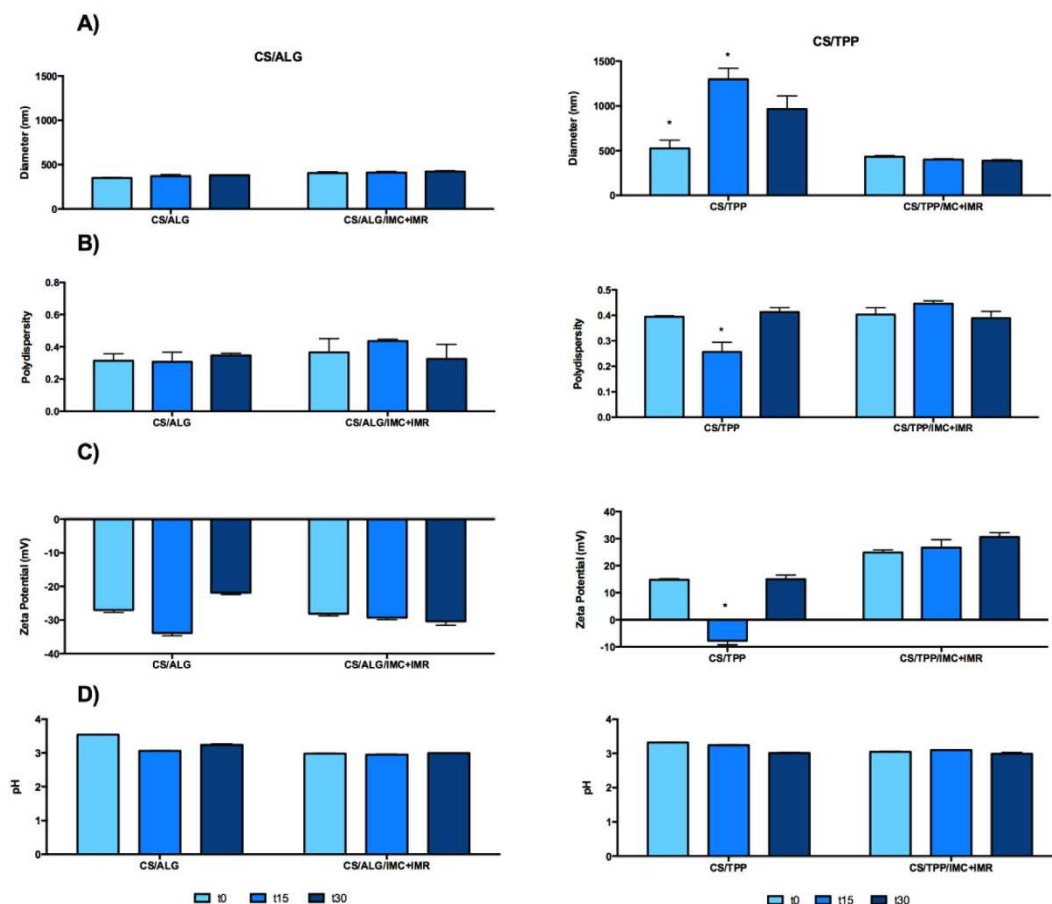 A)
CS/ALG
1500
1000
500
0
Diameter (nm)
CS/ALG
CS/ALG/IMC+IMR
CS/TPP
1500
1000
500
0
Diameter (nm)
*
*
CS/TPP
CS/TPP/MC+IMR
B)
0.8
0.6
0.4
0.2
0.0
Polydispersity
CS/ALG
CS/ALG/IMC+IMR
0.5
0.4
0.3
0.2
0.1
0.0
Polydispersity
*
CS/TPP
CS/TPP/IMC+IMR
C)
0
-10
-20
-30
-40
Zeta Potential (mV)
CS/ALG
CS/ALG/IMC+IMR
40
30
20
10
0
-10
Zeta Potential (mV)
*
CS/TPP
CS/TPP/IMC+IMR
D)
4
3
2
1
0
pH
CS/ALG
CS/ALG/IMC+IMR
t0 t15 t30
4
3
2
1
0
pH
CS/TPP
CS/TPP/IMC+IMR
t0 t15 t30